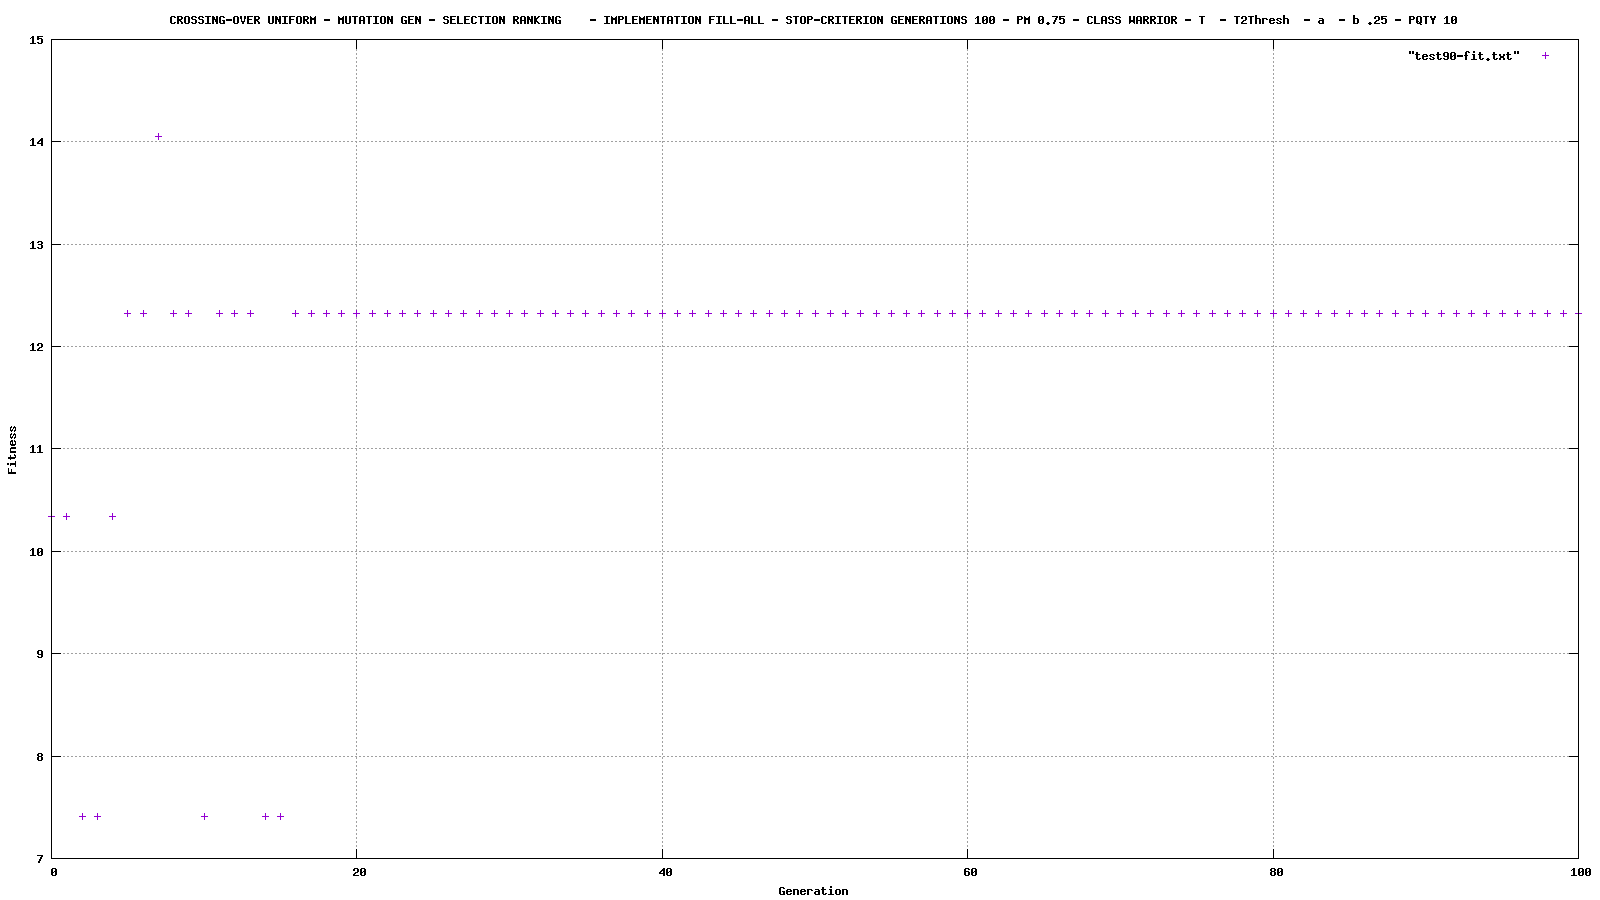 CROSSING-OVER UNIFORM - MUTATION GEN - SELECTION RANKING    - IMPLEMENTATION FILL-ALL - STOP-CRITERION GENERATIONS 100 - PM 0.75 - CLASS WARRIOR - T  - T2Thresh  - a  - b .25 - PQTY 10
15
"test90-fit.txt"
14
13
12
11
Fitness
10
9
8
7
0 20 40 60 80 100
Generation